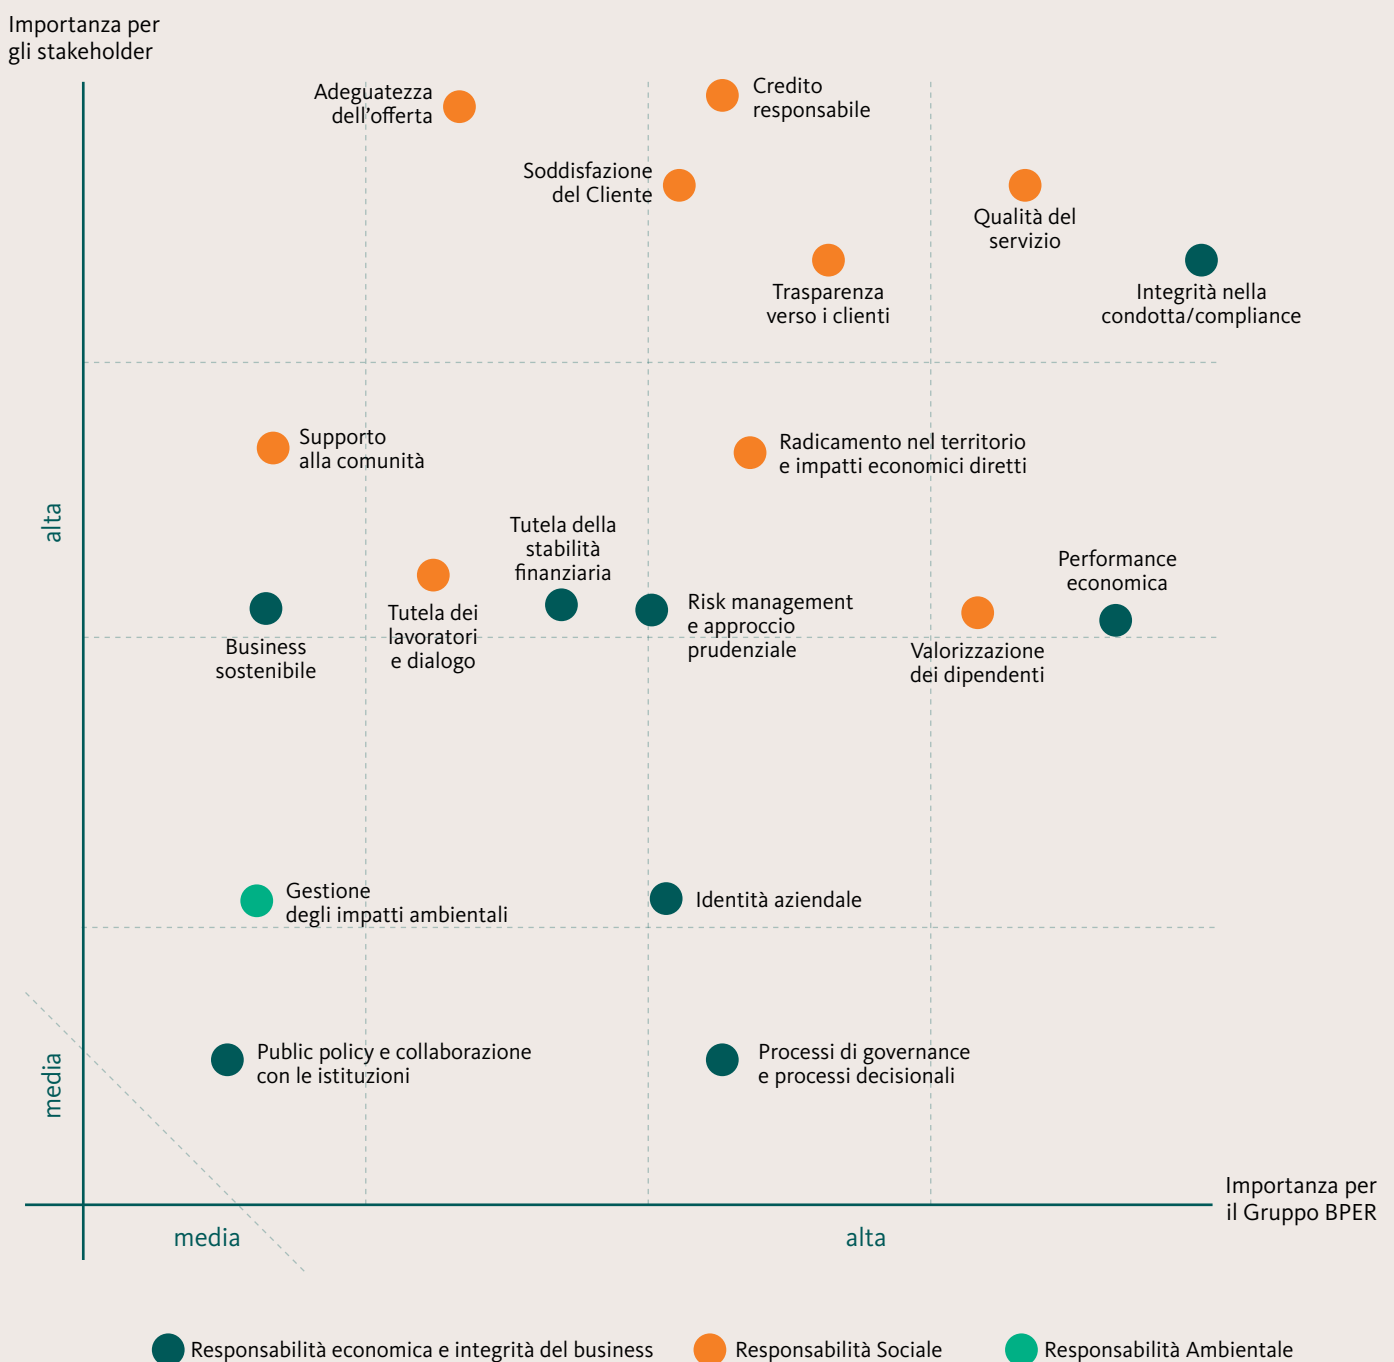 Importanza per
gli stakeholder
Adeguatezza
dell'offerta
Credito
responsabile
Soddisfazione
del Cliente
Qualità del
servizio
Trasparenza
verso i clienti
Integrità nella
condotta/compliance
Supporto
alla comunità
Radicamento nel territorio
e impatti economici diretti
alta
Tutela della
stabilità
finanziaria
Performance
economica
Business
sostenibile
Tutela dei
lavoratori
e dialogo
Risk management
e approccio
prudenziale
Valorizzazione
dei dipendenti
Gestione
degli impatti ambientali
Identità aziendale
media
Public policy e collaborazione
con le istituzioni
Processi di governance
e processi decisionali
Importanza per
il Gruppo BPER
media
alta
Responsabilità economica e integrità del business
Responsabilità Sociale
Responsabilità Ambientale